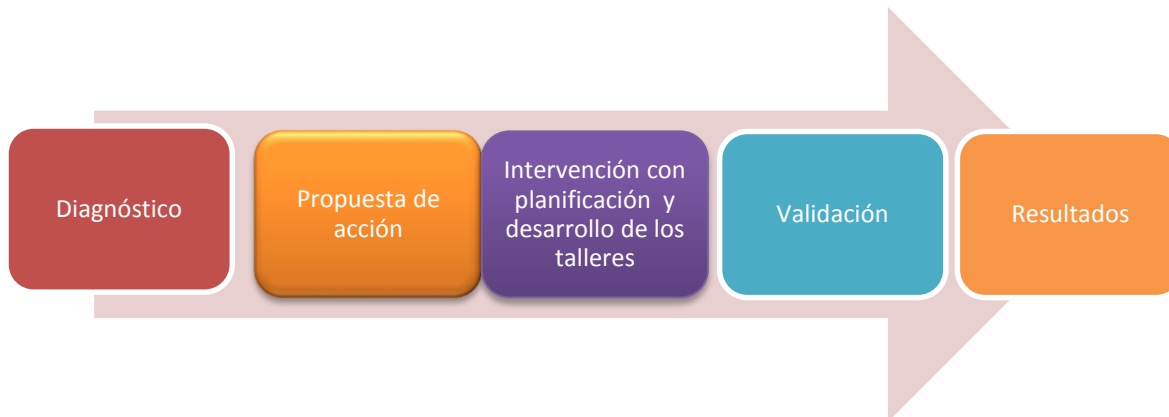 Diagnóstico
Propuesta de
acción
Intervención con
planificación y
desarrollo de los
talleres
Validación
Resultados